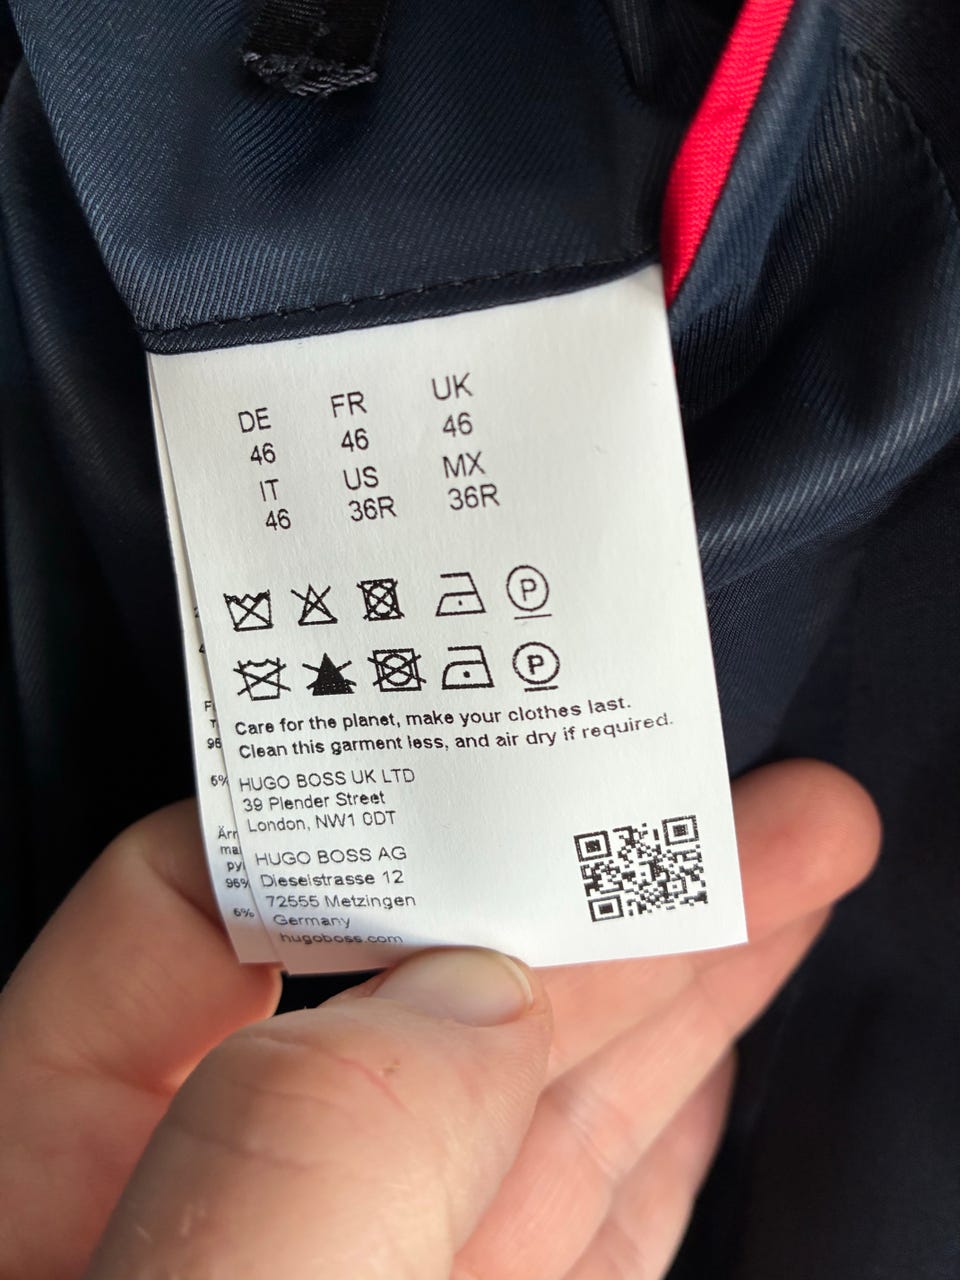 DE FR UK
46 46 46
IT US MX
46 36R 36R
P
P
Care for the planet, make your clothes last.
Clean this garment less, and air dry if required.
HUGO BOSS UK LTD
39 Plender Street
London, NW1 0DT
HUGO BOSS AG
Dieselstrasse 12
72555 Metzingen
Germany
hugoboss.com
96%
6%